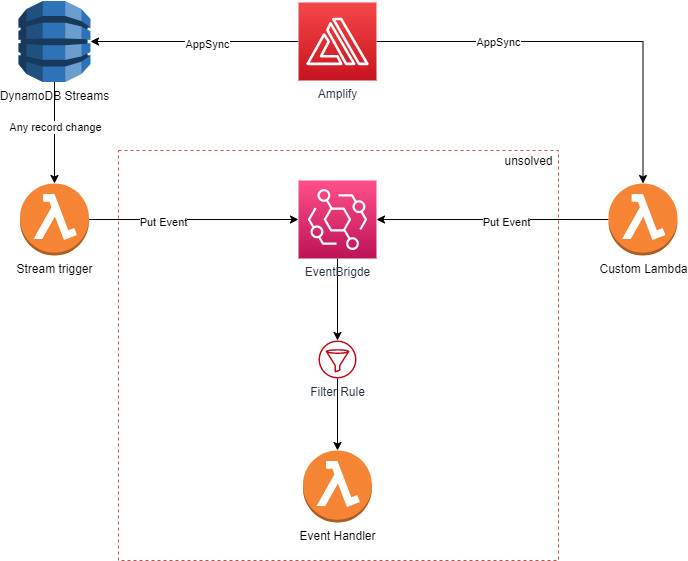 AppSync
AppSync
DynamoDB Streams
Amplify
Any record change
unsolved
Put Event
Put Event
Stream trigger
EventBrigde
Custom Lambda
Filter Rule
Event Handler